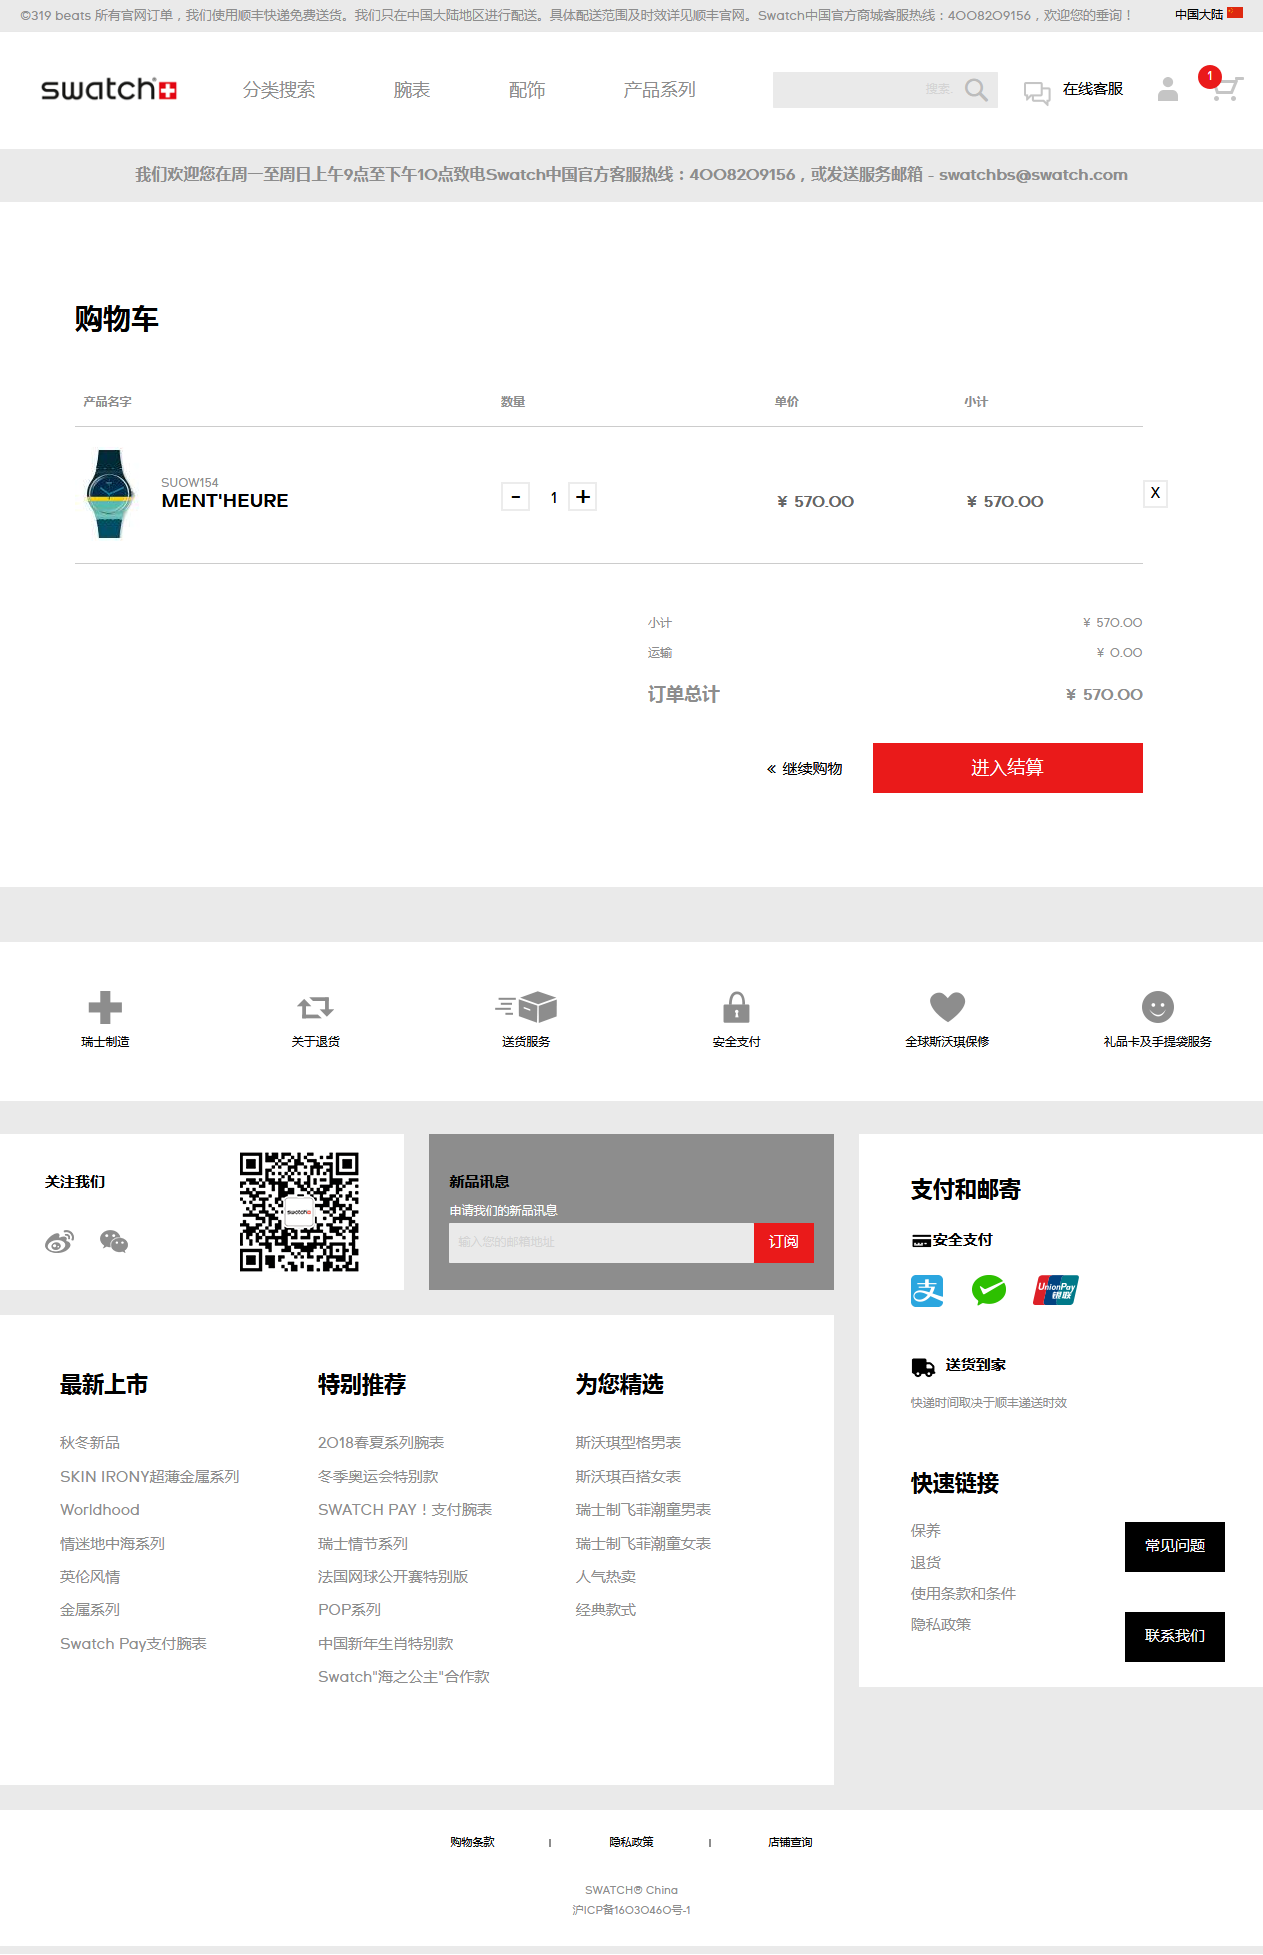 ©319 beats 所有官网订单，我们使用顺丰快递免费送货。我们只在中国大陆地区进行配送。具体配送范围及时效详见顺丰官网。Swatch中国官方商城客服热线：4008209156，欢迎您的垂询！ 中国大陆
swatch 分类搜索 腕表 配饰 产品系列 搜索 在线客服 1
我们欢迎您在周一至周日上午9点至下午10点致电Swatch中国官方客服热线：4008209156，或发送服务邮箱 - swatchbs@swatch.com
购物车
产品名字 数量 单价 小计
SUOW154
MENT'HEURE - 1 + ¥ 570.00 ¥ 570.00 X
小计 ¥ 570.00
运输 ¥ 0.00
订单总计 ¥ 570.00
« 继续购物 进入结算
瑞士制造 关于退货 送货服务 安全支付 全球斯沃琪保修 礼品卡及手提袋服务
关注我们
swatch
新品讯息
申请我们的新品讯息
输入您的邮箱地址 订阅
支付和邮寄
安全支付
支 UnionPay 银联
送货到家
快递时间取决于顺丰递送时效
快速链接
保养
退货
使用条款和条件
隐私政策
常见问题
联系我们
最新上市
秋冬新品
SKIN IRONY超薄金属系列
Worldhood
情迷地中海系列
英伦风情
金属系列
Swatch Pay支付腕表
特别推荐
2018春夏系列腕表
冬季奥运会特别款
SWATCH PAY！支付腕表
瑞士情节系列
法国网球公开赛特别版
POP系列
中国新年生肖特别款
Swatch"海之公主"合作款
为您精选
斯沃琪型格男表
斯沃琪百搭女表
瑞士制飞菲潮童男表
瑞士制飞菲潮童女表
人气热卖
经典款式
购物条款 | 隐私政策 | 店铺查询
SWATCH® China
沪ICP备16030460号-1